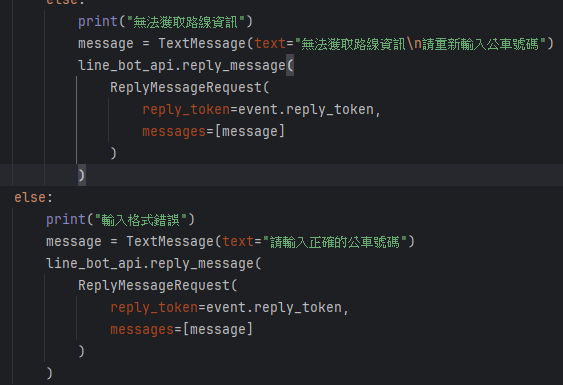 else:
print("無法獲取路線資訊")
message = TextMessage(text="無法獲取路線資訊\n請重新輸入公車號碼")
line_bot_api.reply_message(
ReplyMessageRequest(
reply_token=event.reply_token,
messages=[message]
)
)
else:
print("輸入格式錯誤")
message = TextMessage(text="請輸入正確的公車號碼")
line_bot_api.reply_message(
ReplyMessageRequest(
reply_token=event.reply_token,
messages=[message]
)
)